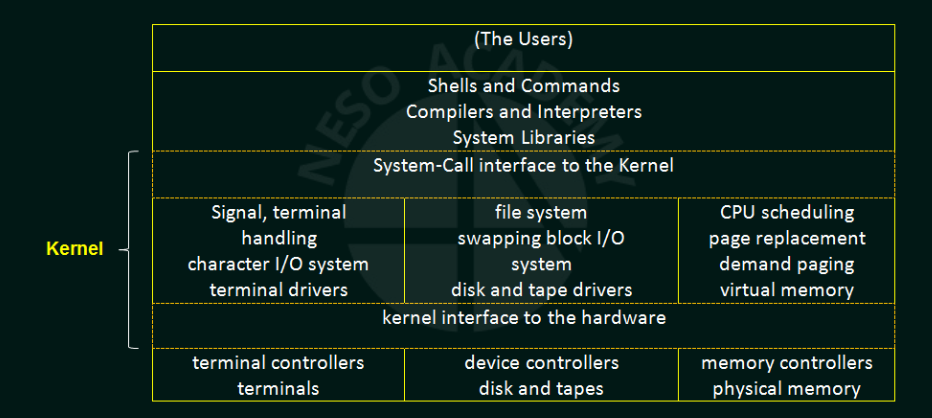 (The Users)
Shells and Commands
Compilers and Interpreters
System Libraries
System-Call interface to the Kernel
Kernel
Signal, terminal
handling
character I/O system
terminal drivers
file system
swapping block I/O
system
disk and tape drivers
CPU scheduling
page replacement
demand paging
virtual memory
kernel interface to the hardware
terminal controllers
terminals
device controllers
disk and tapes
memory controllers
physical memory
NESO ACADEMY